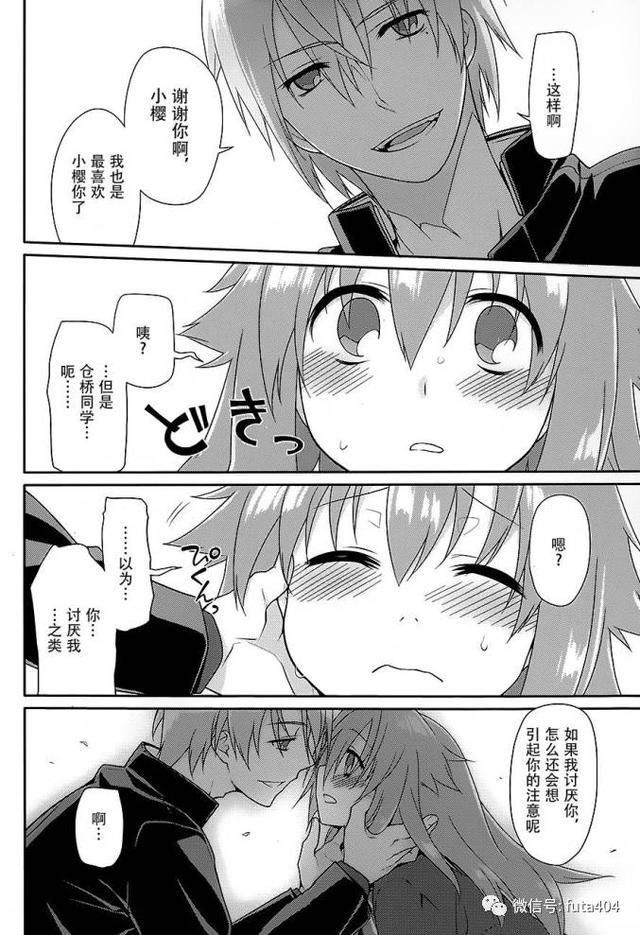 …这样啊
谢谢你啊,
小樱
我也是
最喜欢
小樱你了
咦?
…但是
仓桥同学…
呢……
どきっ
嗯?
……以为…
你…
讨厌我
…之类
ぴくんっ
如果我讨厌你,
怎么还会想
引起你的注意呢
啊…
微信号: futa404